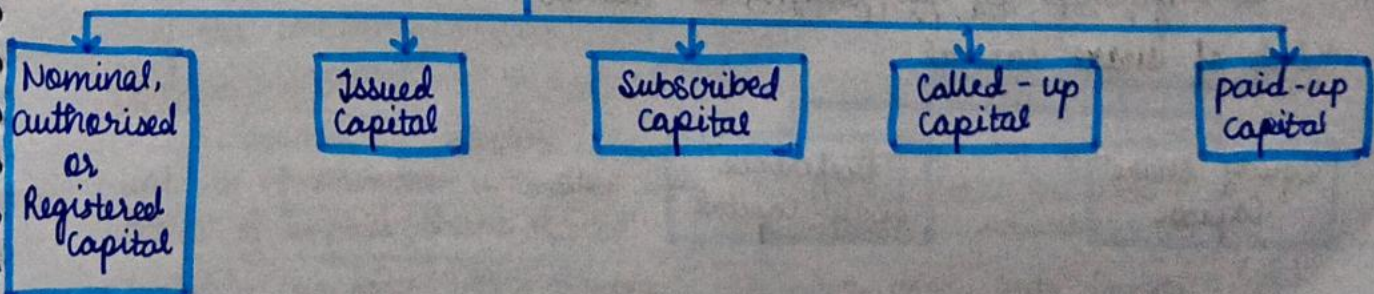 Nominal,
authorised
or
Registered
Capital
Issued
Capital
Subscribed
Capital
Called-up
Capital
paid-up
Capital